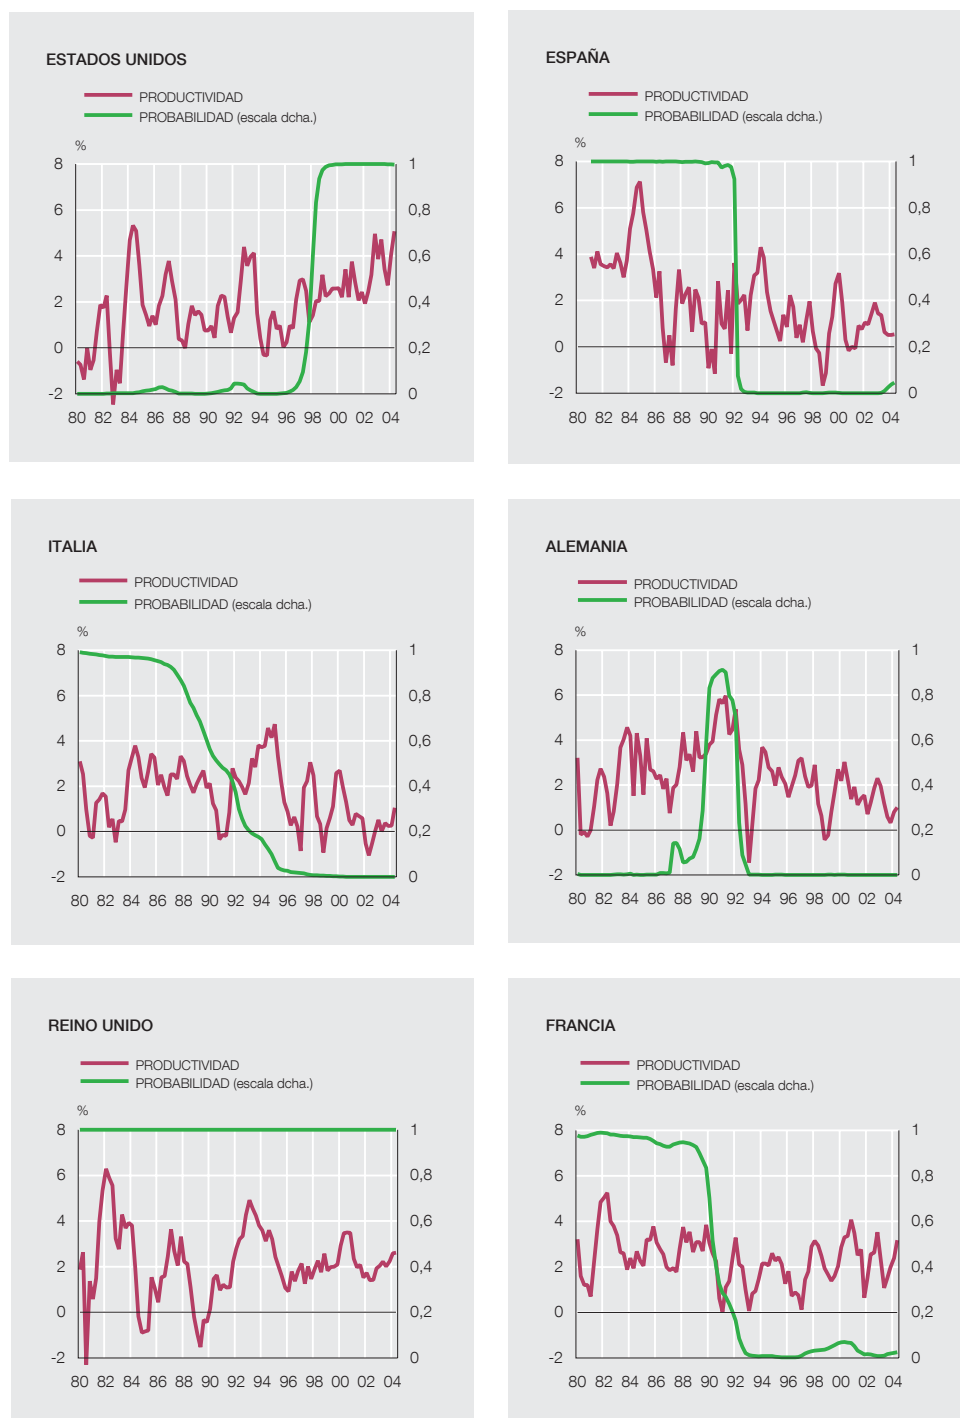 ESTADOS UNIDOS
PRODUCTIVIDAD
PROBABILIDAD (escala dcha.)
%
8 1
6 0,8
4 0,6
2 0,4
0 0,2
-2 0
80 82 84 86 88 90 92 94 96 98 00 02 04
ESPAÑA
PRODUCTIVIDAD
PROBABILIDAD (escala dcha.)
%
8 1
6 0,8
4 0,6
2 0,4
0 0,2
-2 0
80 82 84 86 88 90 92 94 96 98 00 02 04
ITALIA
PRODUCTIVIDAD
PROBABILIDAD (escala dcha.)
%
8 1
6 0,8
4 0,6
2 0,4
0 0,2
-2 0
80 82 84 86 88 90 92 94 96 98 00 02 04
ALEMANIA
PRODUCTIVIDAD
PROBABILIDAD (escala dcha.)
%
8 1
6 0,8
4 0,6
2 0,4
0 0,2
-2 0
80 82 84 86 88 90 92 94 96 98 00 02 04
REINO UNIDO
PRODUCTIVIDAD
PROBABILIDAD (escala dcha.)
%
8 1
6 0,8
4 0,6
2 0,4
0 0,2
-2 0
80 82 84 86 88 90 92 94 96 98 00 02 04
FRANCIA
PRODUCTIVIDAD
PROBABILIDAD (escala dcha.)
%
8 1
6 0,8
4 0,6
2 0,4
0 0,2
-2 0
80 82 84 86 88 90 92 94 96 98 00 02 04